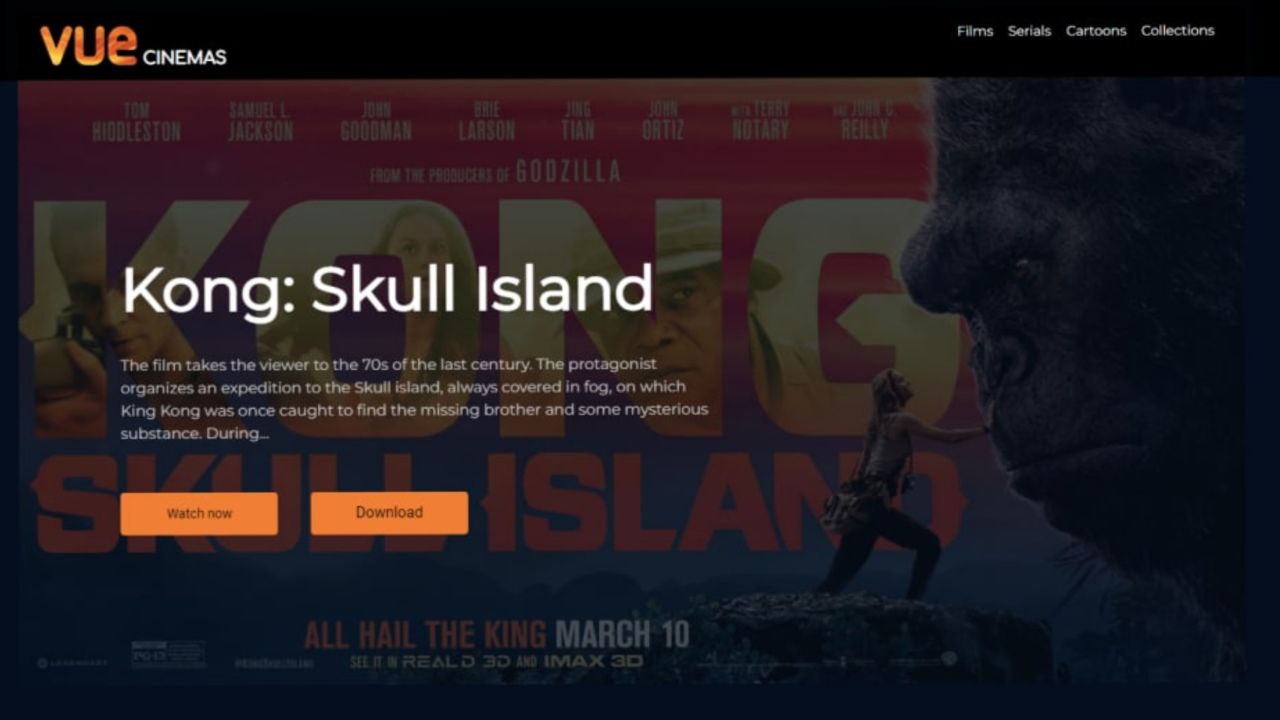 vue CINEMAS
Films Serials Cartoons Collections
TOM HIDDLESTON
SAMUEL L. JACKSON
JOHN GOODMAN
BRIE LARSON
JING TIAN
JOHN ORTIZ
WITH TERRY NOTARY
AND JOHN C. REILLY
FROM THE PRODUCERS OF GODZILLA
KONG
Kong: Skull Island
The film takes the viewer to the 70s of the last century. The protagonist
organizes an expedition to the Skull island, always covered in fog, on which
King Kong was once caught to find the missing brother and some mysterious
substance. During...
SKULL ISLAND
Watch now Download
ALL HAIL THE KING MARCH 10
LEGENDARY PG-13 #KONGSKULLISLAND SEE IT IN REALD 3D AND IMAX 3D